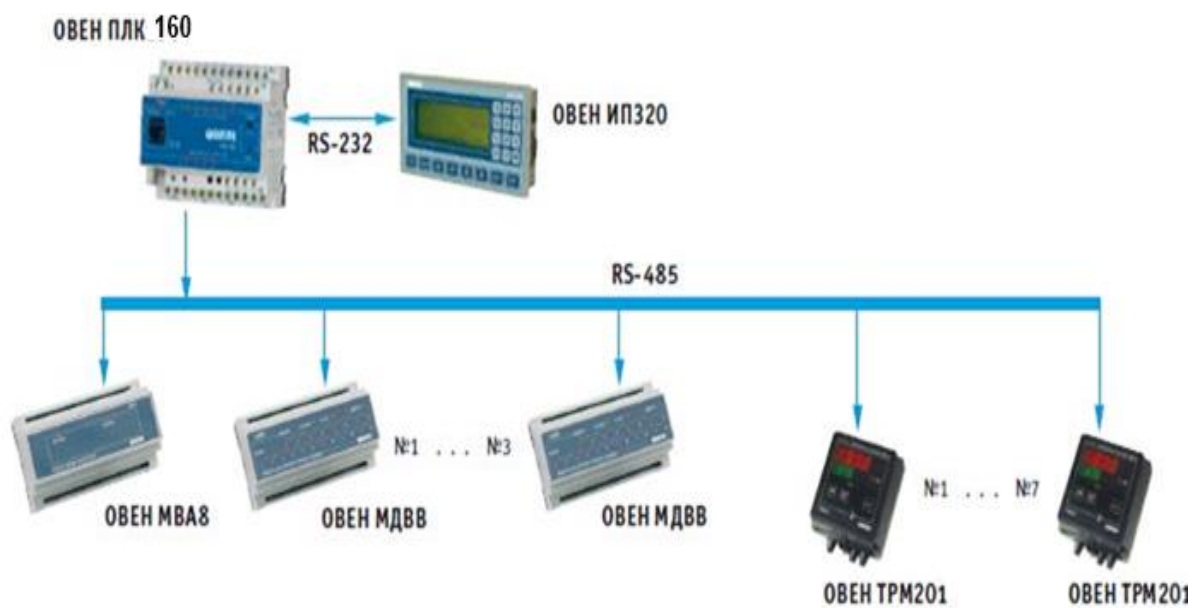 ОВЕН ПЛК 160
ОВЕН ИП320
RS-232
RS-485
№1 . . . №3
№1 . . . №7
ОВЕН МВА8
ОВЕН МДВВ
ОВЕН МДВВ
ОВЕН ТРМ201
ОВЕН ТРМ201